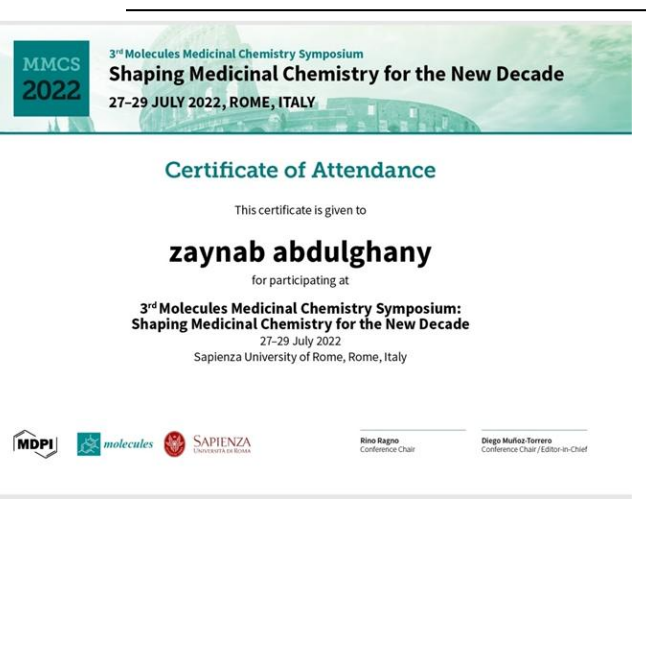 MMCS
2022
3rd Molecules Medicinal Chemistry Symposium
Shaping Medicinal Chemistry for the New Decade
27–29 JULY 2022, ROME, ITALY
Certificate of Attendance
This certificate is given to
zaynab abdulghany
for participating at
3rd Molecules Medicinal Chemistry Symposium:
Shaping Medicinal Chemistry for the New Decade
27–29 July 2022
Sapienza University of Rome, Rome, Italy
MDPI
molecules
SAPIENZA
UNIVERSITÀ DI ROMA
Rino Ragno
Conference Chair
Diego Muñoz-Torrero
Conference Chair / Editor-in-Chief